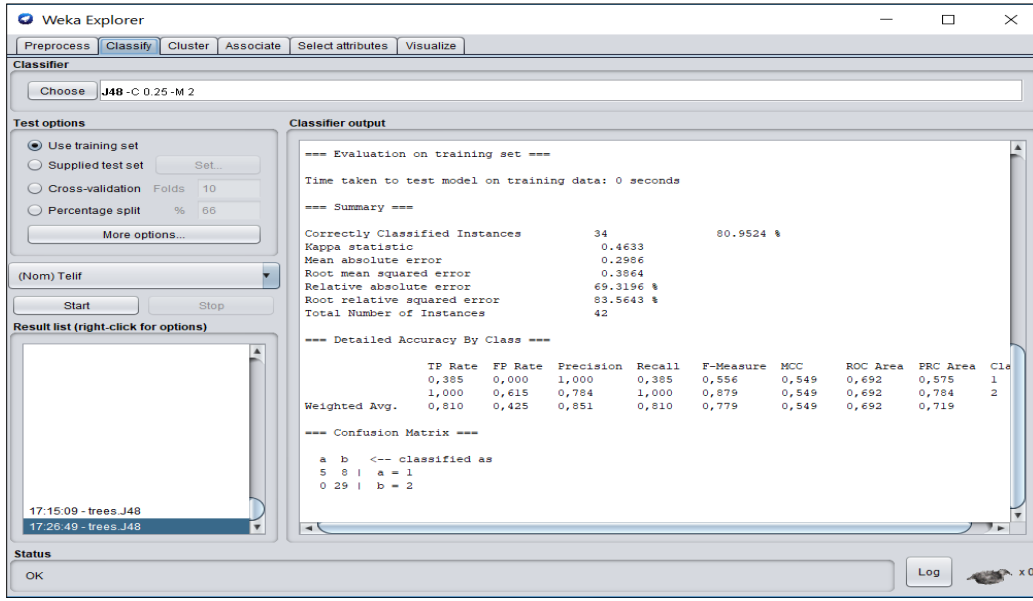 Weka Explorer
Preprocess Classify Cluster Associate Select attributes Visualize
Classifier
Choose J48 -C 0.25 -M 2
Test options
Use training set
Supplied test set Set...
Cross-validation Folds 10
Percentage split % 66
More options...
(Nom) Telif
Start Stop
Result list (right-click for options)
17:15:09 - trees.J48
17:26:49 - trees.J48
Classifier output
=== Evaluation on training set ===
Time taken to test model on training data: 0 seconds
=== Summary ===
Correctly Classified Instances 34 80.9524 %
Kappa statistic 0.4633
Mean absolute error 0.2986
Root mean squared error 0.3864
Relative absolute error 69.3196 %
Root relative squared error 83.5643 %
Total Number of Instances 42
=== Detailed Accuracy By Class ===
TP Rate FP Rate Precision Recall F-Measure MCC ROC Area PRC Area Cla
0,385 0,000 1,000 0,385 0,556 0,549 0,692 0,575 1
1,000 0,615 0,784 1,000 0,879 0,549 0,692 0,784 2
Weighted Avg. 0,810 0,425 0,851 0,810 0,779 0,549 0,692 0,719
=== Confusion Matrix ===
a b <-- classified as
5 8 | a = 1
0 29 | b = 2
Status
OK
Log
x 0